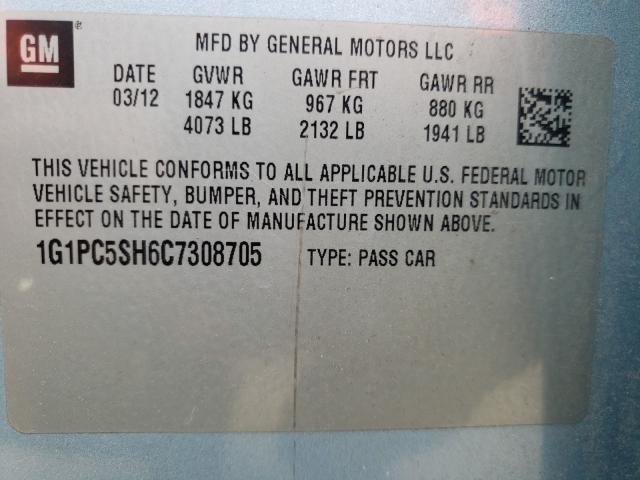 GM
MFD BY GENERAL MOTORS LLC
DATE GVWR GAWR FRT GAWR RR
03/12 1847 KG 967 KG 880 KG
4073 LB 2132 LB 1941 LB
THIS VEHICLE CONFORMS TO ALL APPLICABLE U.S. FEDERAL MOTOR
VEHICLE SAFETY, BUMPER, AND THEFT PREVENTION STANDARDS IN
EFFECT ON THE DATE OF MANUFACTURE SHOWN ABOVE.
1G1PC5SH6C7308705 TYPE: PASS CAR